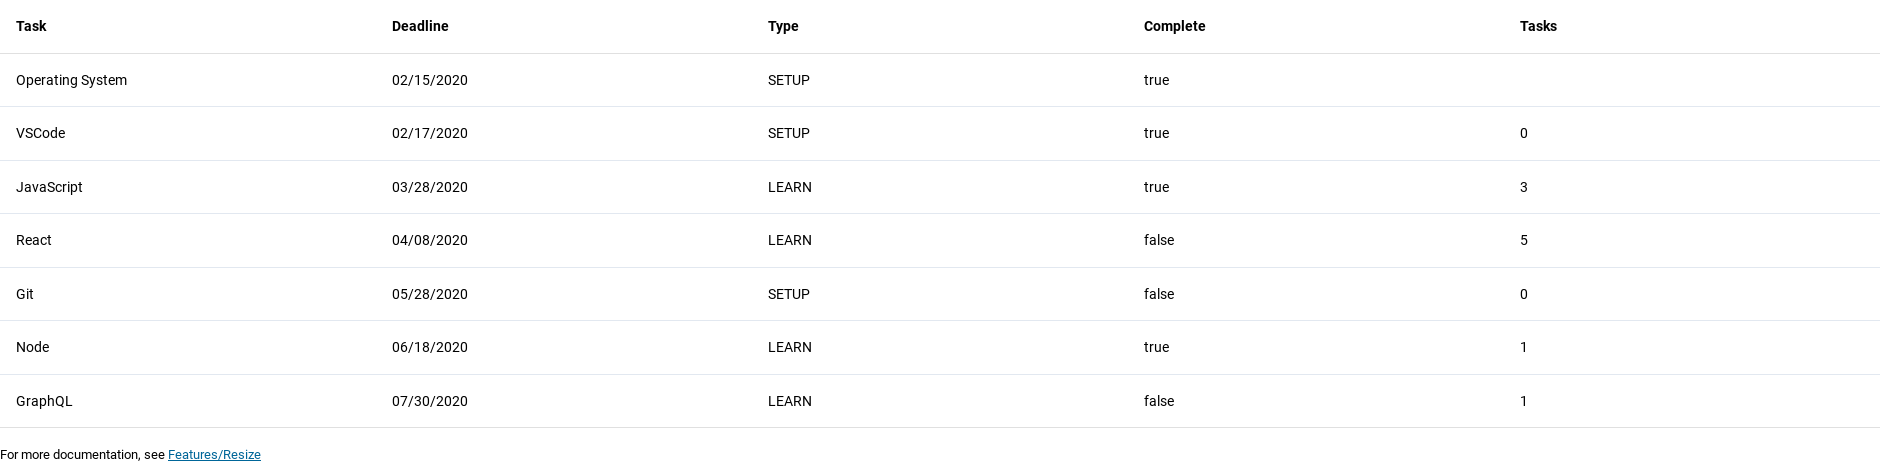 Task Deadline Type Complete Tasks
Operating System 02/15/2020 SETUP true
VSCode 02/17/2020 SETUP true 0
JavaScript 03/28/2020 LEARN true 3
React 04/08/2020 LEARN false 5
Git 05/28/2020 SETUP false 0
Node 06/18/2020 LEARN true 1
GraphQL 07/30/2020 LEARN false 1
For more documentation, see Features/Resize